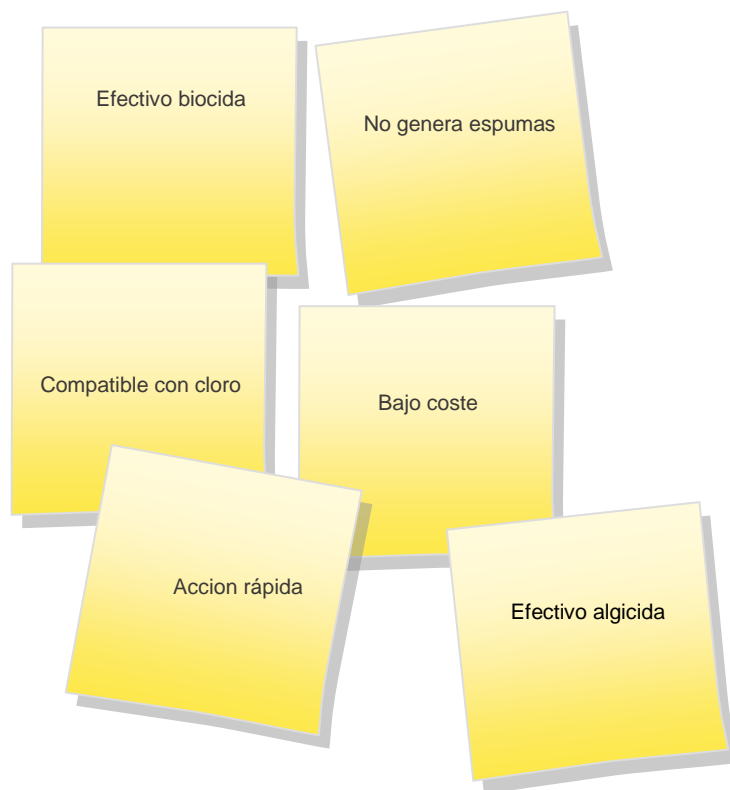 Efectivo biocida
No genera espumas
Compatible con cloro
Bajo coste
Accion rápida
Efectivo algicida